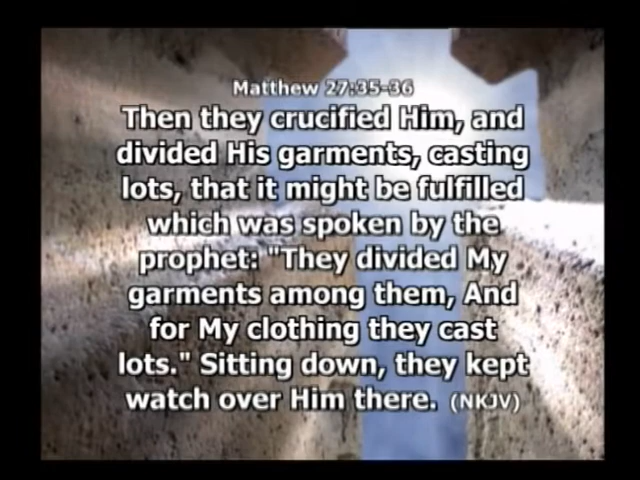 Matthew 27:35-36
Then they crucified Him, and
divided His garments, casting
lots, that it might be fulfilled
which was spoken by the
prophet: "They divided My
garments among them, And
for My clothing they cast
lots." Sitting down, they kept
watch over Him there. (NKJV)